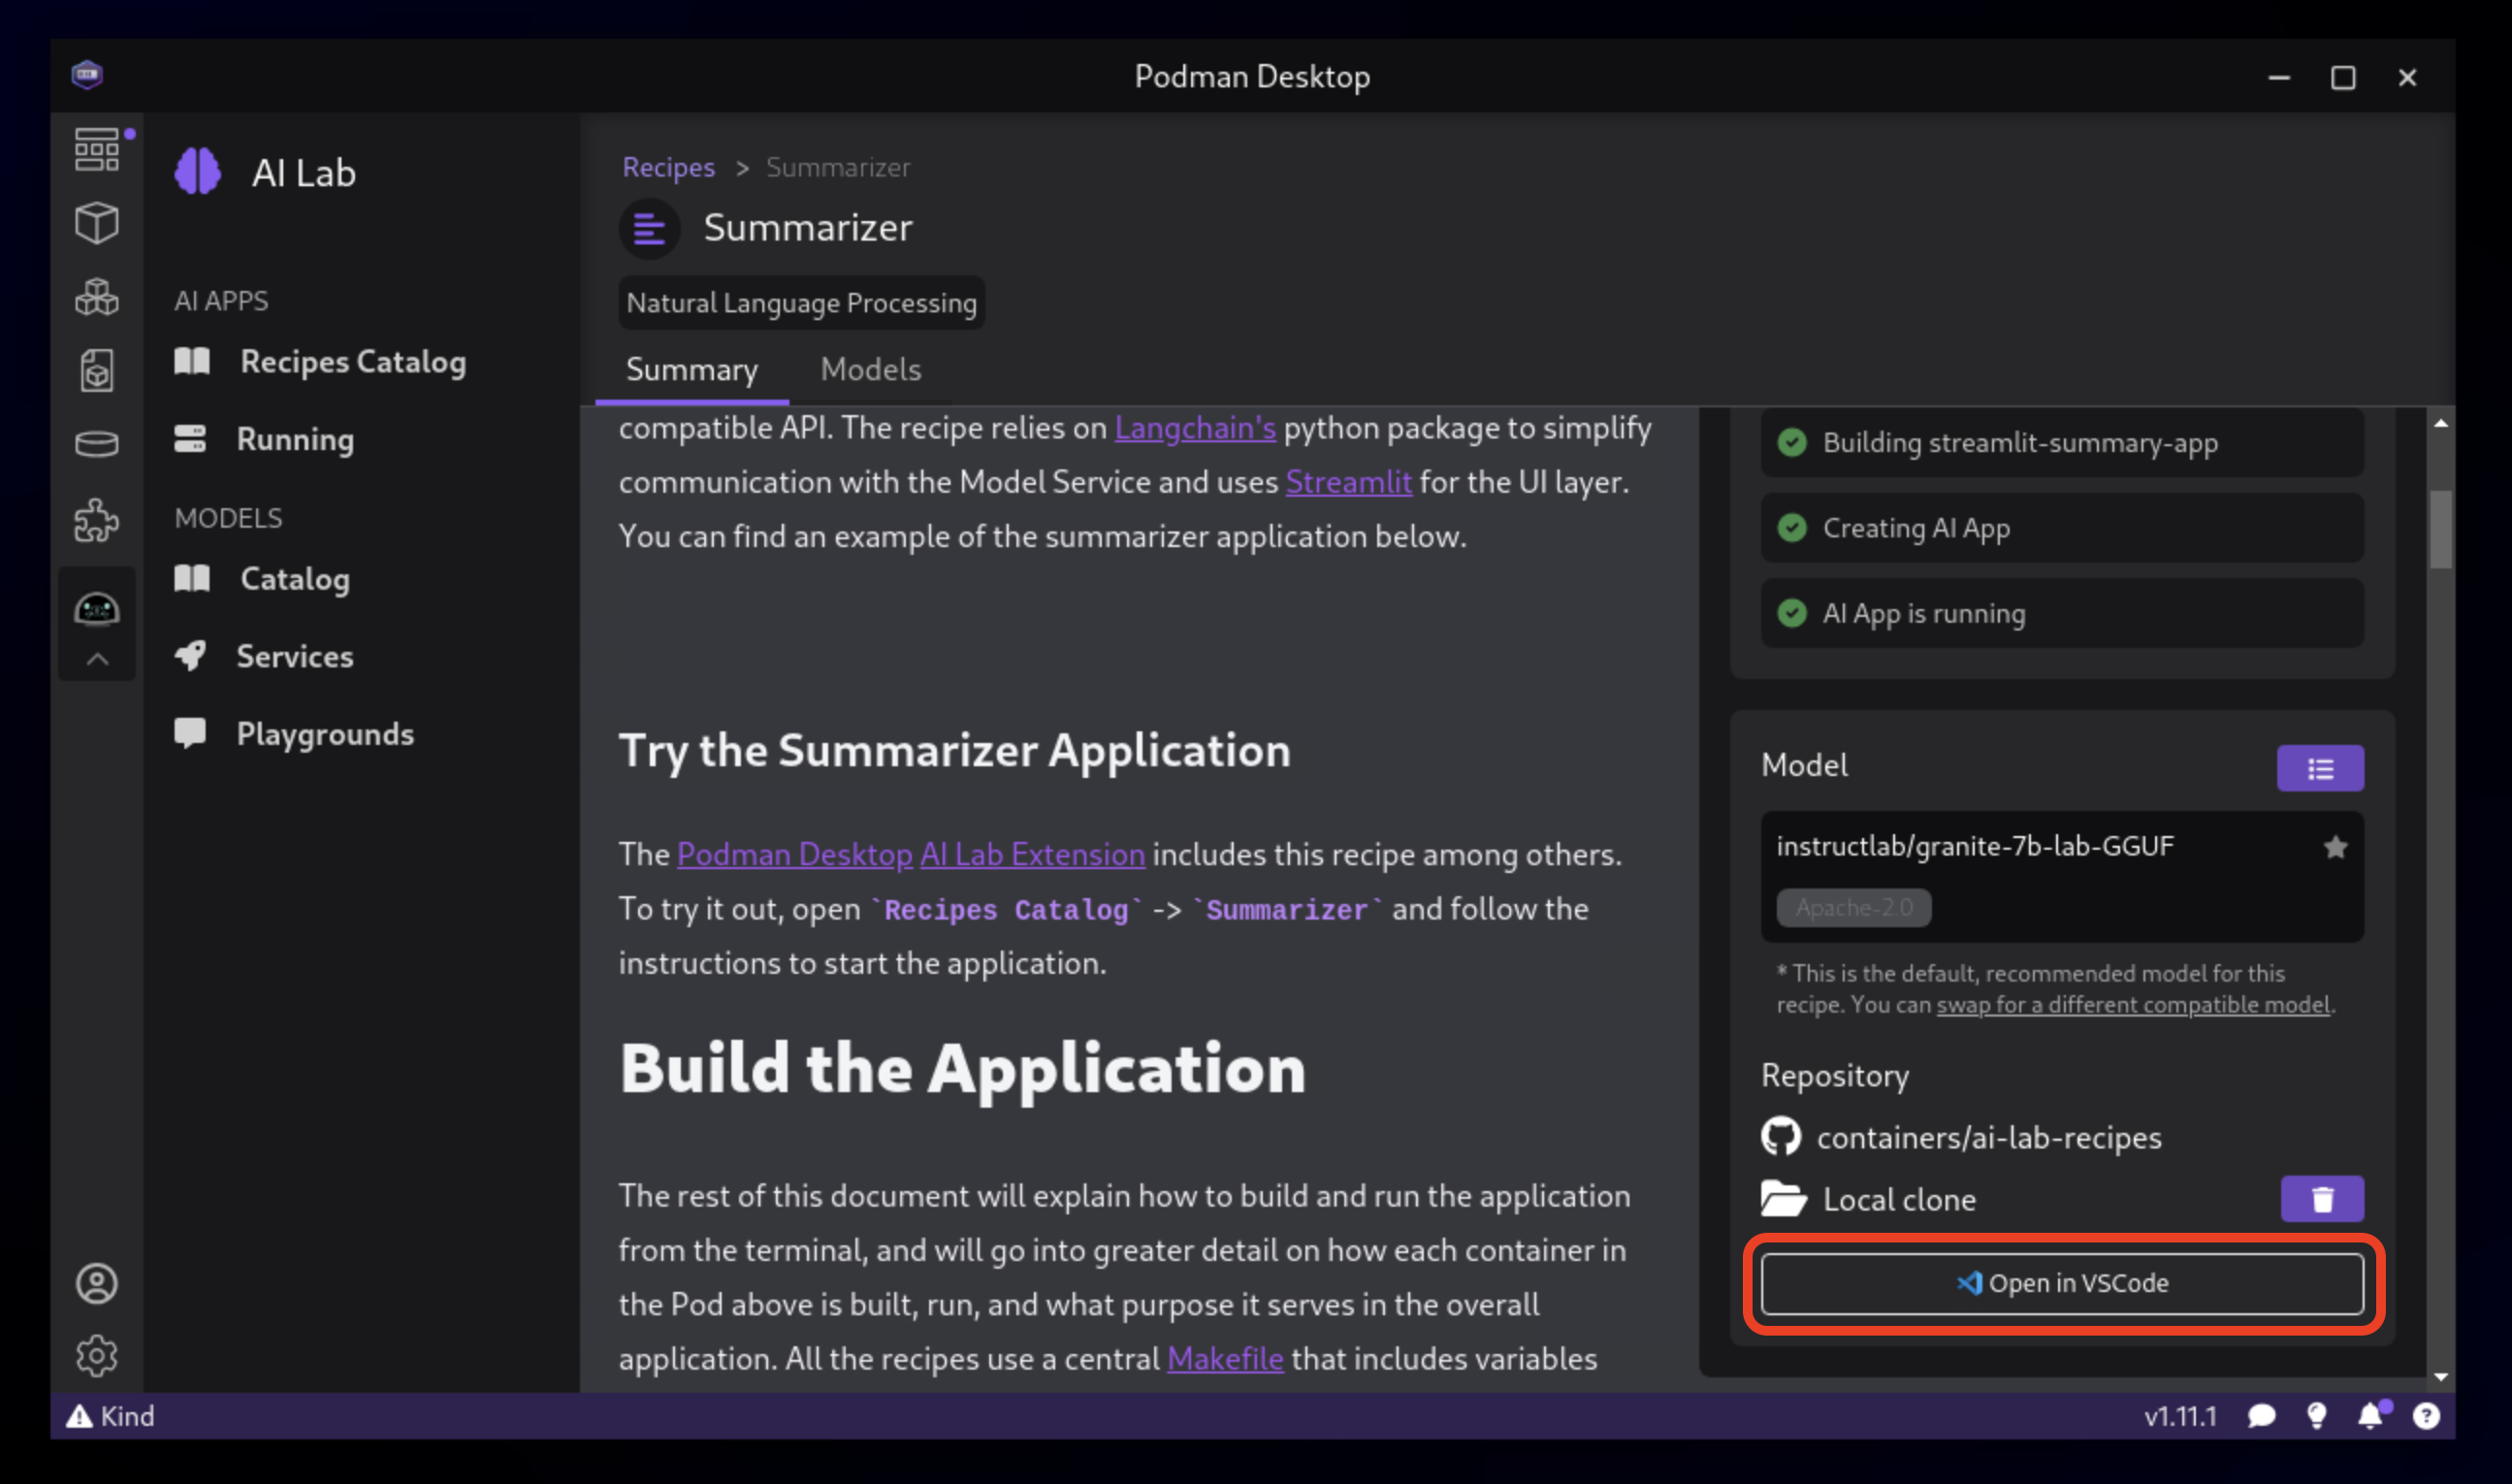 Podman Desktop
AI Lab
AI APPS
Recipes Catalog
Running
MODELS
Catalog
Services
Playgrounds
Recipes > Summarizer
Summarizer
Natural Language Processing
Summary Models
compatible API. The recipe relies on Langchain's python package to simplify
communication with the Model Service and uses Streamlit for the UI layer.
You can find an example of the summarizer application below.
Try the Summarizer Application
The Podman Desktop AI Lab Extension includes this recipe among others.
To try it out, open `Recipes Catalog` -> `Summarizer` and follow the
instructions to start the application.
Build the Application
The rest of this document will explain how to build and run the application
from the terminal, and will go into greater detail on how each container in
the Pod above is built, run, and what purpose it serves in the overall
application. All the recipes use a central Makefile that includes variables
Building streamlit-summary-app
Creating AI App
AI App is running
Model
instructlab/granite-7b-lab-GGUF
Apache-2.0
* This is the default, recommended model for this
recipe. You can swap for a different compatible model.
Repository
containers/ai-lab-recipes
Local clone
Open in VSCode
Kind
v1.11.1